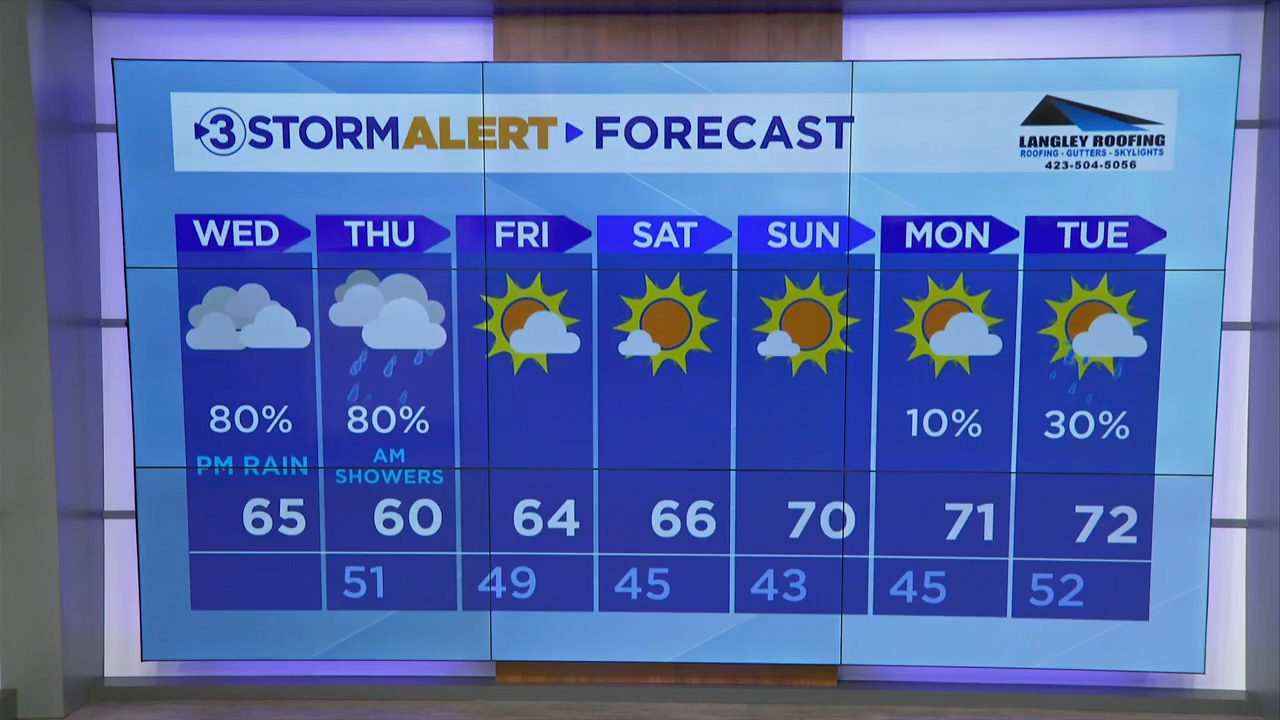 3 STORMALERT FORECAST
LANGLEY ROOFING
ROOFING - GUTTERS - SKYLIGHTS
423-504-5056
WED THU FRI SAT SUN MON TUE
80% 80% 10% 30%
PM RAIN AM SHOWERS
65 60 64 66 70 71 72
51 49 45 43 45 52